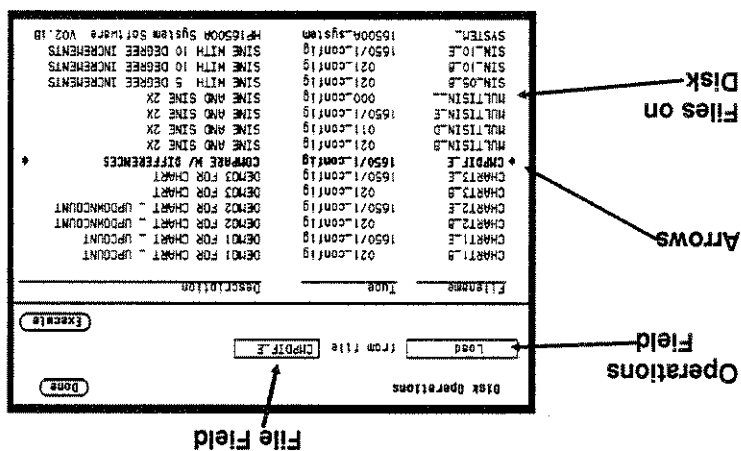 File Field
Operations
Field
Arrows
Files on
Disk
Disk Operations
Done
Load from file CMPDIF_E
Execute
Filename Type Description
CHART1_B 021_config DEMO1 FOR CHART _ UPCOUNT
CHART1_E 1650/1_config DEMO1 FOR CHART _ UPCOUNT
CHART2_B 021_config DEMO2 FOR CHART _ UPDOWNCOUNT
CHART2_E 1650/1_config DEMO2 FOR CHART _ UPDOWNCOUNT
CHART3_B 021_config DEMO3 FOR CHART
CHART3_E 1650/1_config DEMO3 FOR CHART
CMPDIF_E 1650/1_config COMPARE W/ DIFFERENCES
MULTISIN_B 021_config SINE AND SINE 2X
MULTISIN_D 011_config SINE AND SINE 2X
MULTISIN_E 1650/1_config SINE AND SINE 2X
MULTISIN__ 000_config SINE AND SINE 2X
SIN_05_B 021_config SINE WITH 5 DEGREE INCREMENTS
SIN_10_B 021_config SINE WITH 10 DEGREE INCREMENTS
SIN_10_E 1650/1_config SINE WITH 10 DEGREE INCREMENTS
SYSTEM_ 16500A_system HP16500A System Software V02.IB